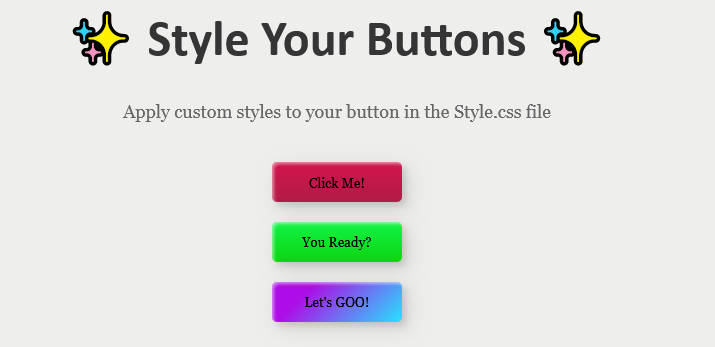 Style Your Buttons
Apply custom styles to your button in the Style.css file
Click Me!
You Ready?
Let's GOO!